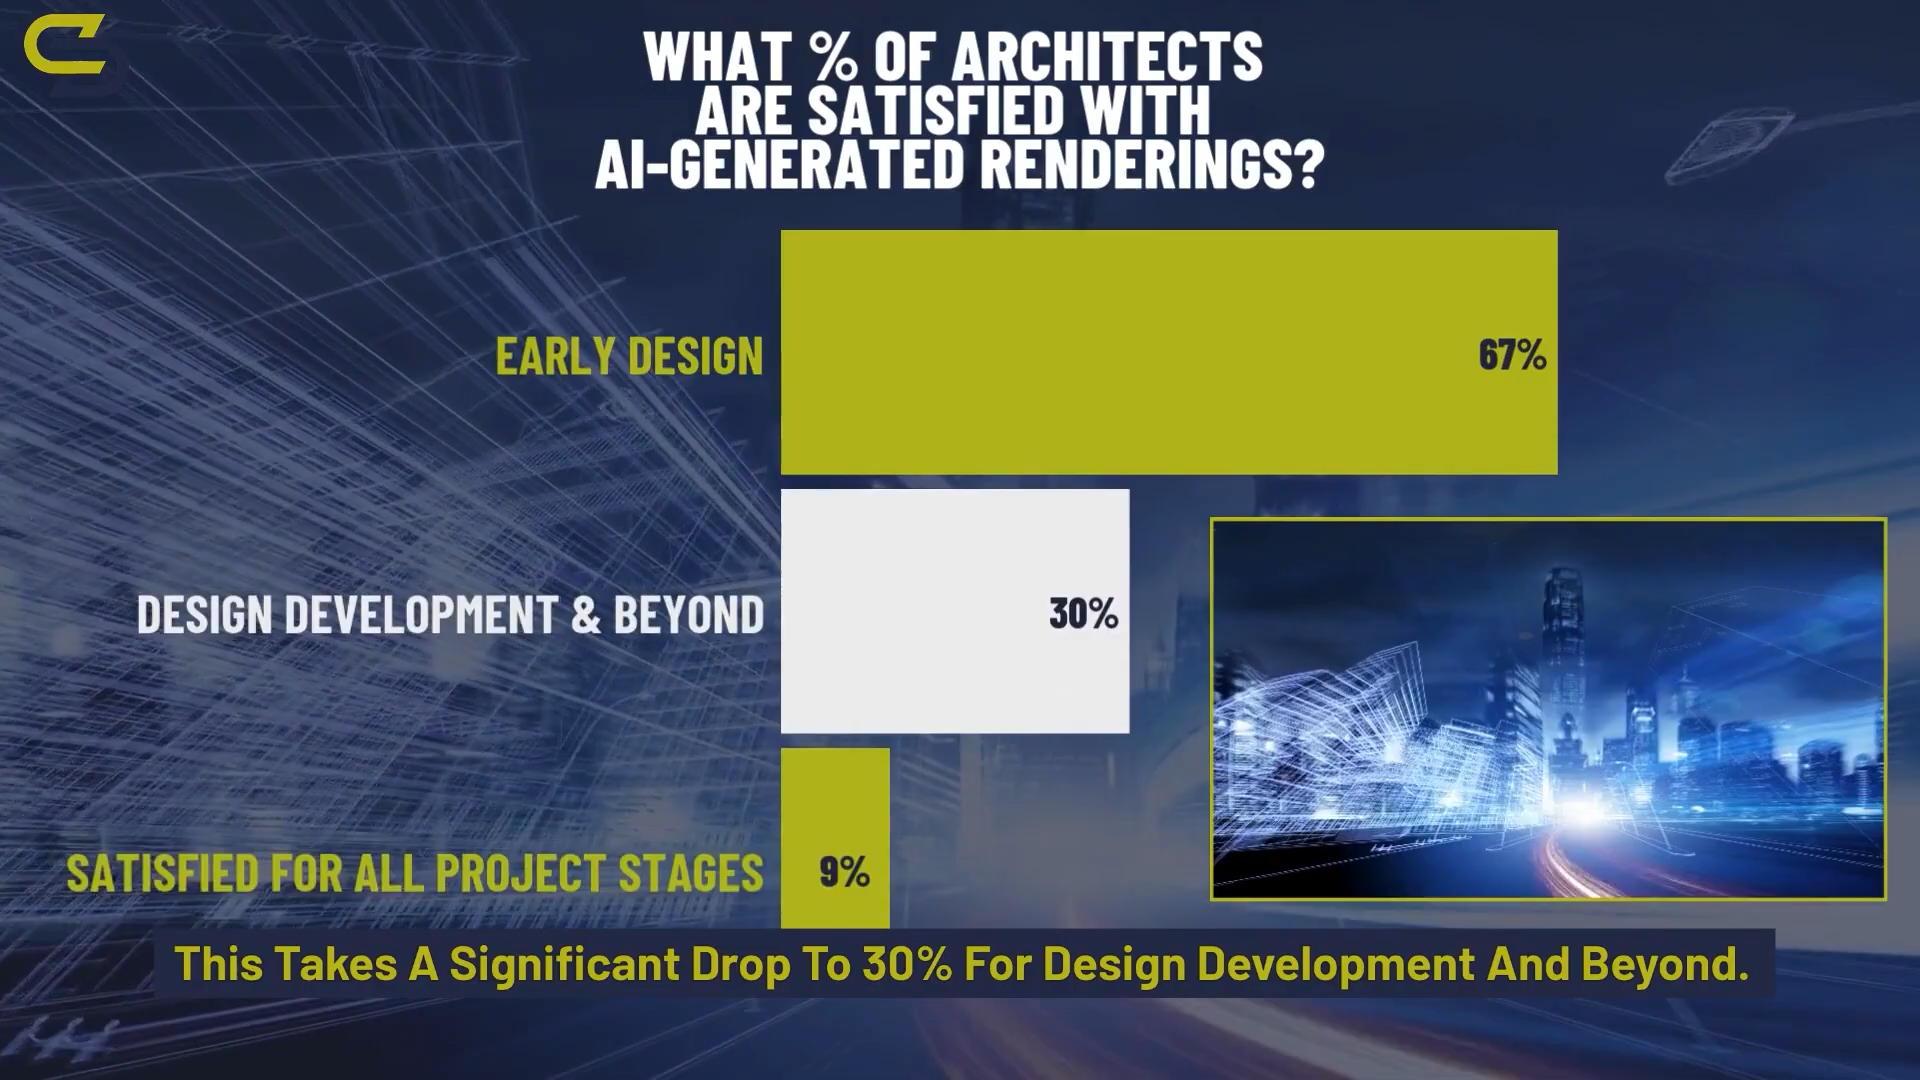 WHAT % OF ARCHITECTS
ARE SATISFIED WITH
AI-GENERATED RENDERINGS?
EARLY DESIGN
67%
DESIGN DEVELOPMENT & BEYOND
30%
SATISFIED FOR ALL PROJECT STAGES
9%
This Takes A Significant Drop To 30% For Design Development And Beyond.